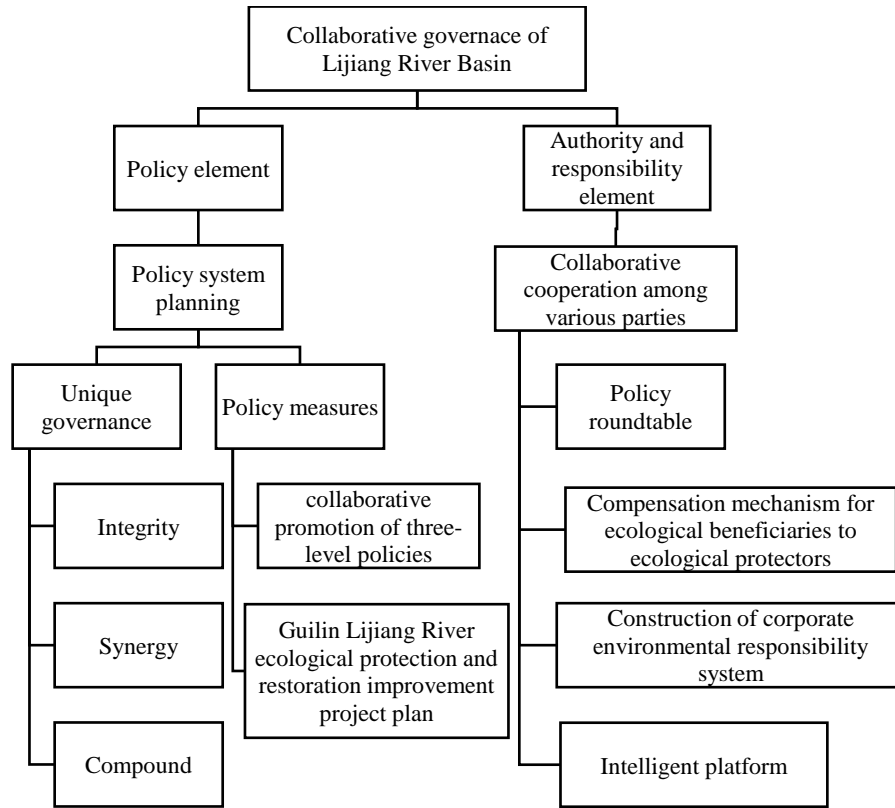 Collaborative governace of
Lijiang River Basin
Policy element
Authority and
responsibility
element
Policy system
planning
Collaborative
cooperation among
various parties
Unique
governance
Policy measures
Policy
roundtable
Integrity
collaborative
promotion of three-
level policies
Compensation mechanism for
ecological beneficiaries to
ecological protectors
Synergy
Guilin Lijiang River
ecological protection and
restoration improvement
project plan
Construction of corporate
environmental responsibility
system
Compound
Intelligent platform